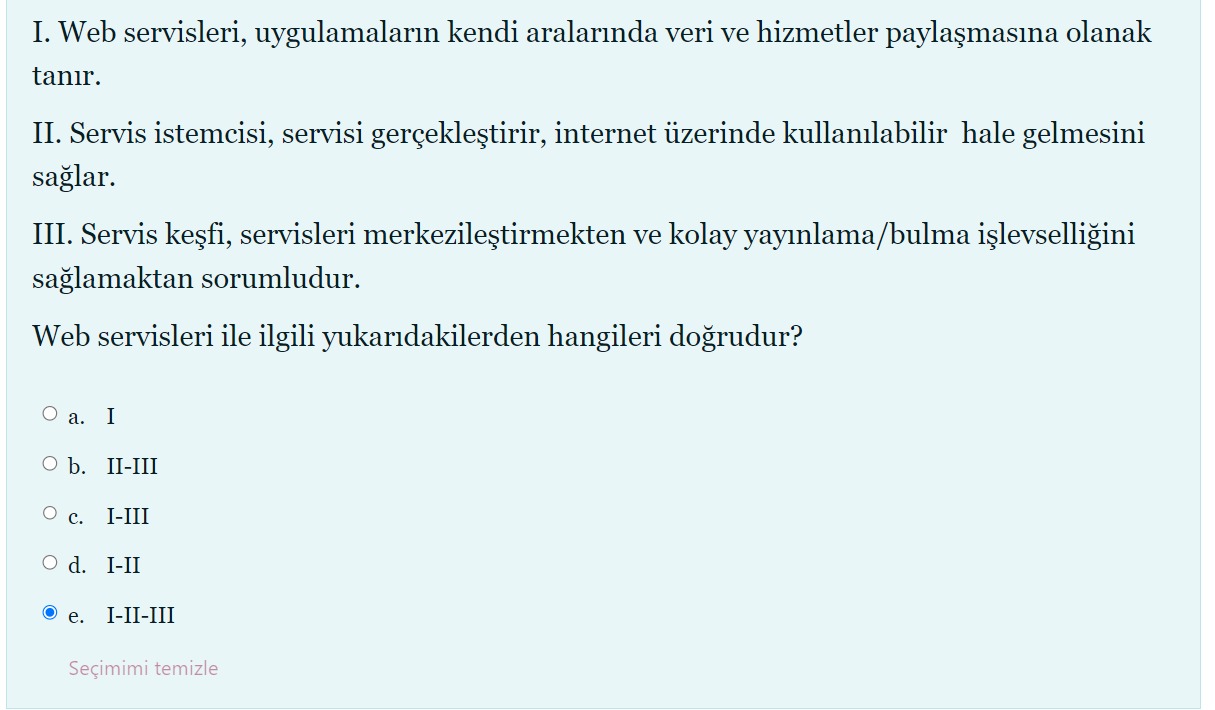 I. Web servisleri, uygulamaların kendi aralarında veri ve hizmetler paylaşmasına olanak
tanır.
II. Servis istemcisi, servisi gerçekleştirir, internet üzerinde kullanılabilir hale gelmesini
sağlar.
III. Servis keşfi, servisleri merkezileştirmekten ve kolay yayınlama/bulma işlevselliğini
sağlamaktan sorumludur.
Web servisleri ile ilgili yukarıdakilerden hangileri doğrudur?
a. I
b. II-III
c. I-III
d. I-II
e. I-II-III
Seçimimi temizle